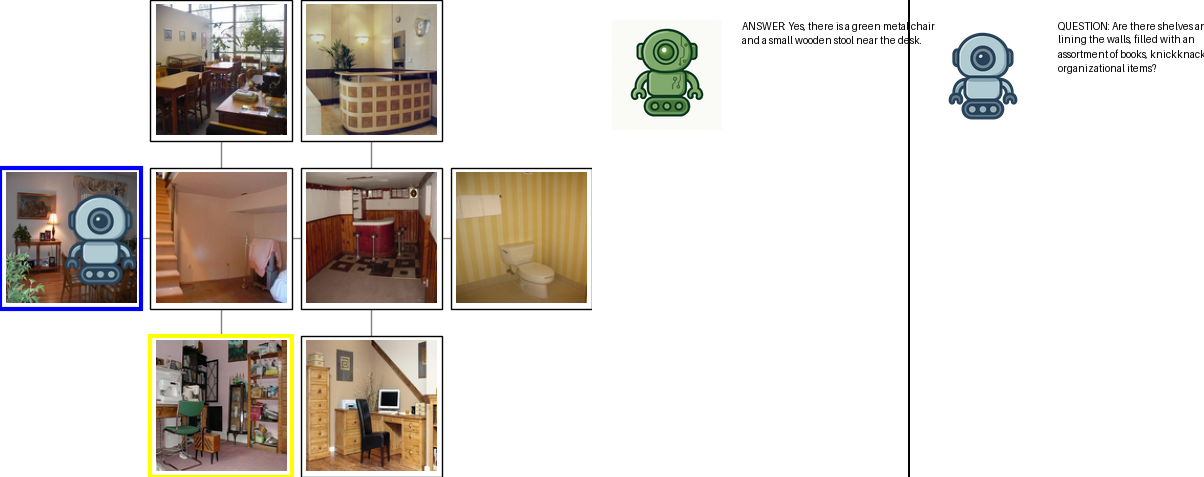 ANSWER: Yes, there is a green metal chair
and a small wooden stool near the desk.
QUESTION: Are there shelves
lining the walls, filled with an
assortment of books, knickknack
organizational items?